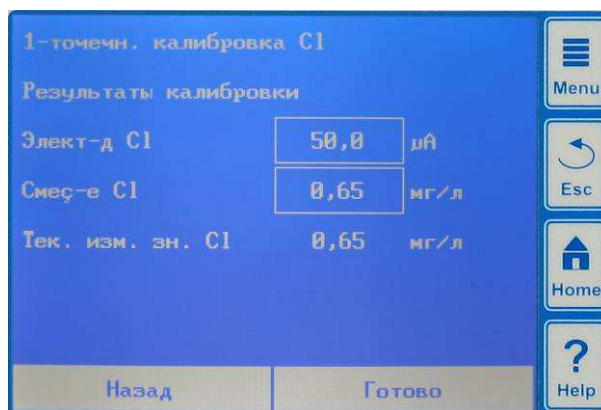 1-точечн. калибровка Cl
Результаты калибровки
Элект-д Cl 50,0 µA
Смещ-е Cl 0,65 мг/л
Тек. изм. зн. Cl 0,65 мг/л
Назад Готово
Menu
Esc
Home
?
Help